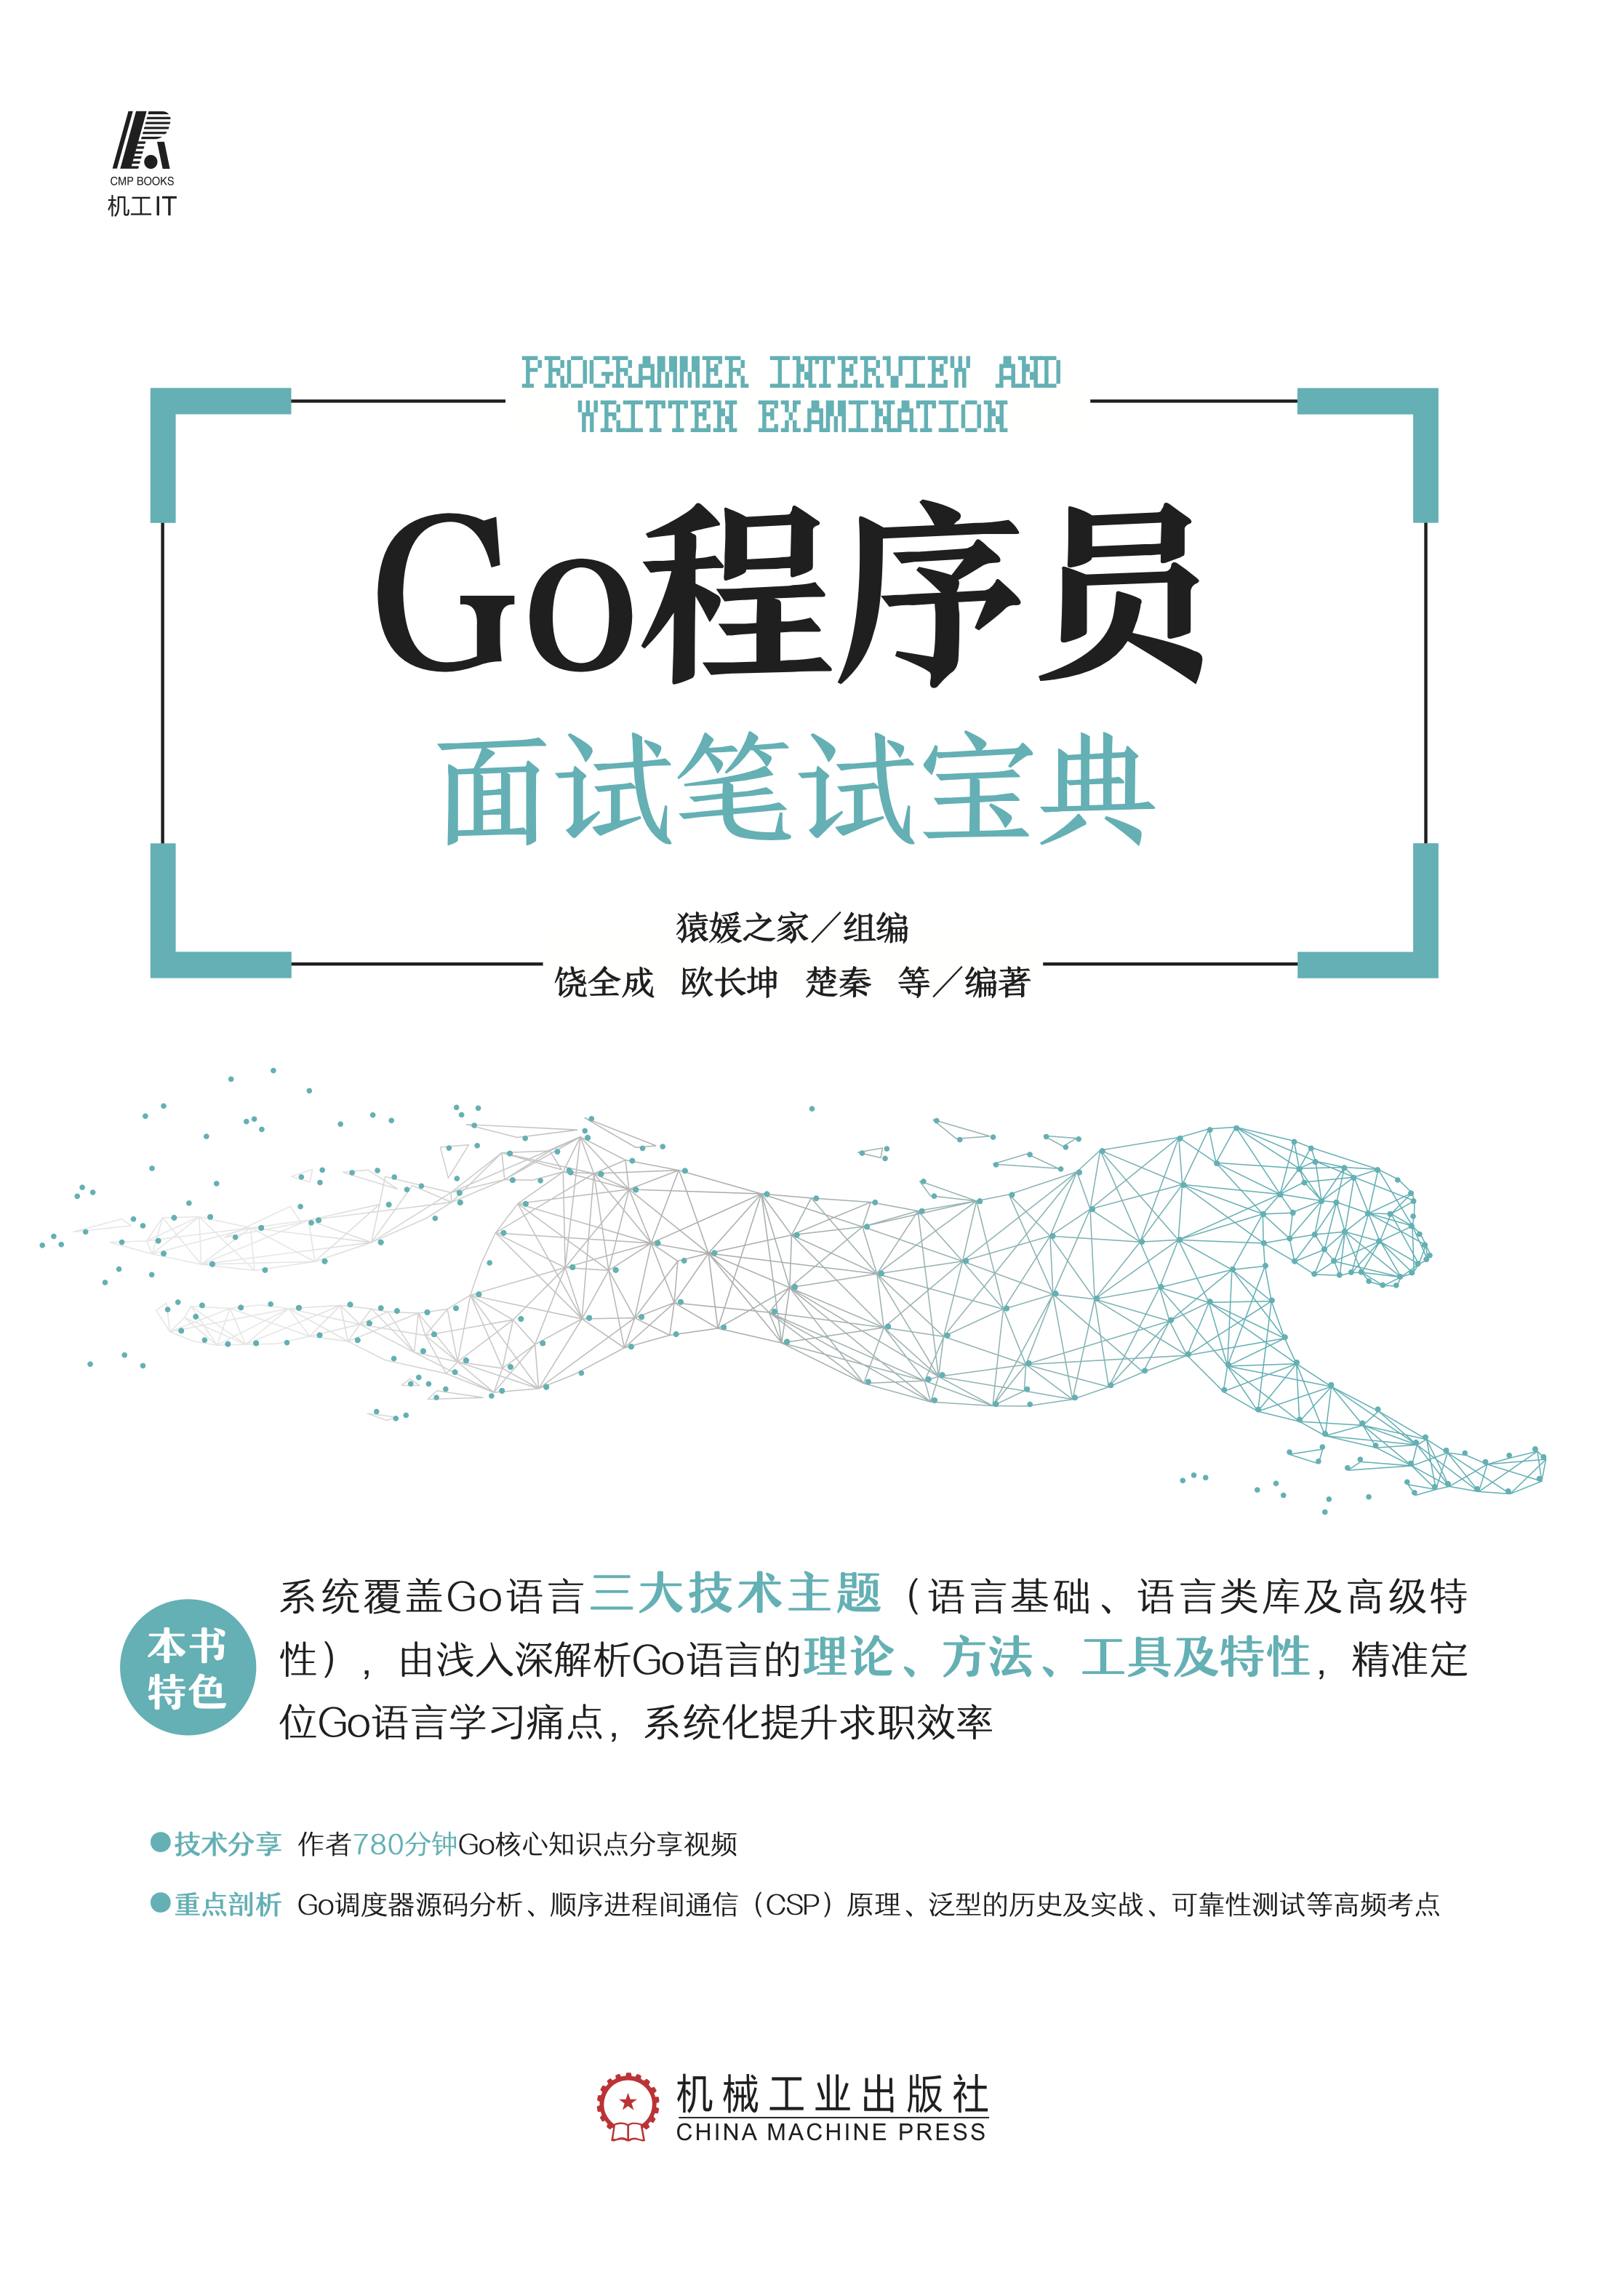 CMP BOOKS
机工IT
PROGRAMMER INTERVIEW AND
WRITTEN EXAMINATION
Go程序员
面试笔试宝典
猿媛之家／组编
饶全成 欧长坤 楚秦 等／编著
本书
特色
系统覆盖Go语言三大技术主题（语言基础、语言类库及高级特
性），由浅入深解析Go语言的理论、方法、工具及特性，精准定
位Go语言学习痛点，系统化提升求职效率
●技术分享 作者780分钟Go核心知识点分享视频
●重点剖析 Go调度器源码分析、顺序进程间通信（CSP）原理、泛型的历史及实战、可靠性测试等高频考点
机械工业出版社
CHINA MACHINE PRESS